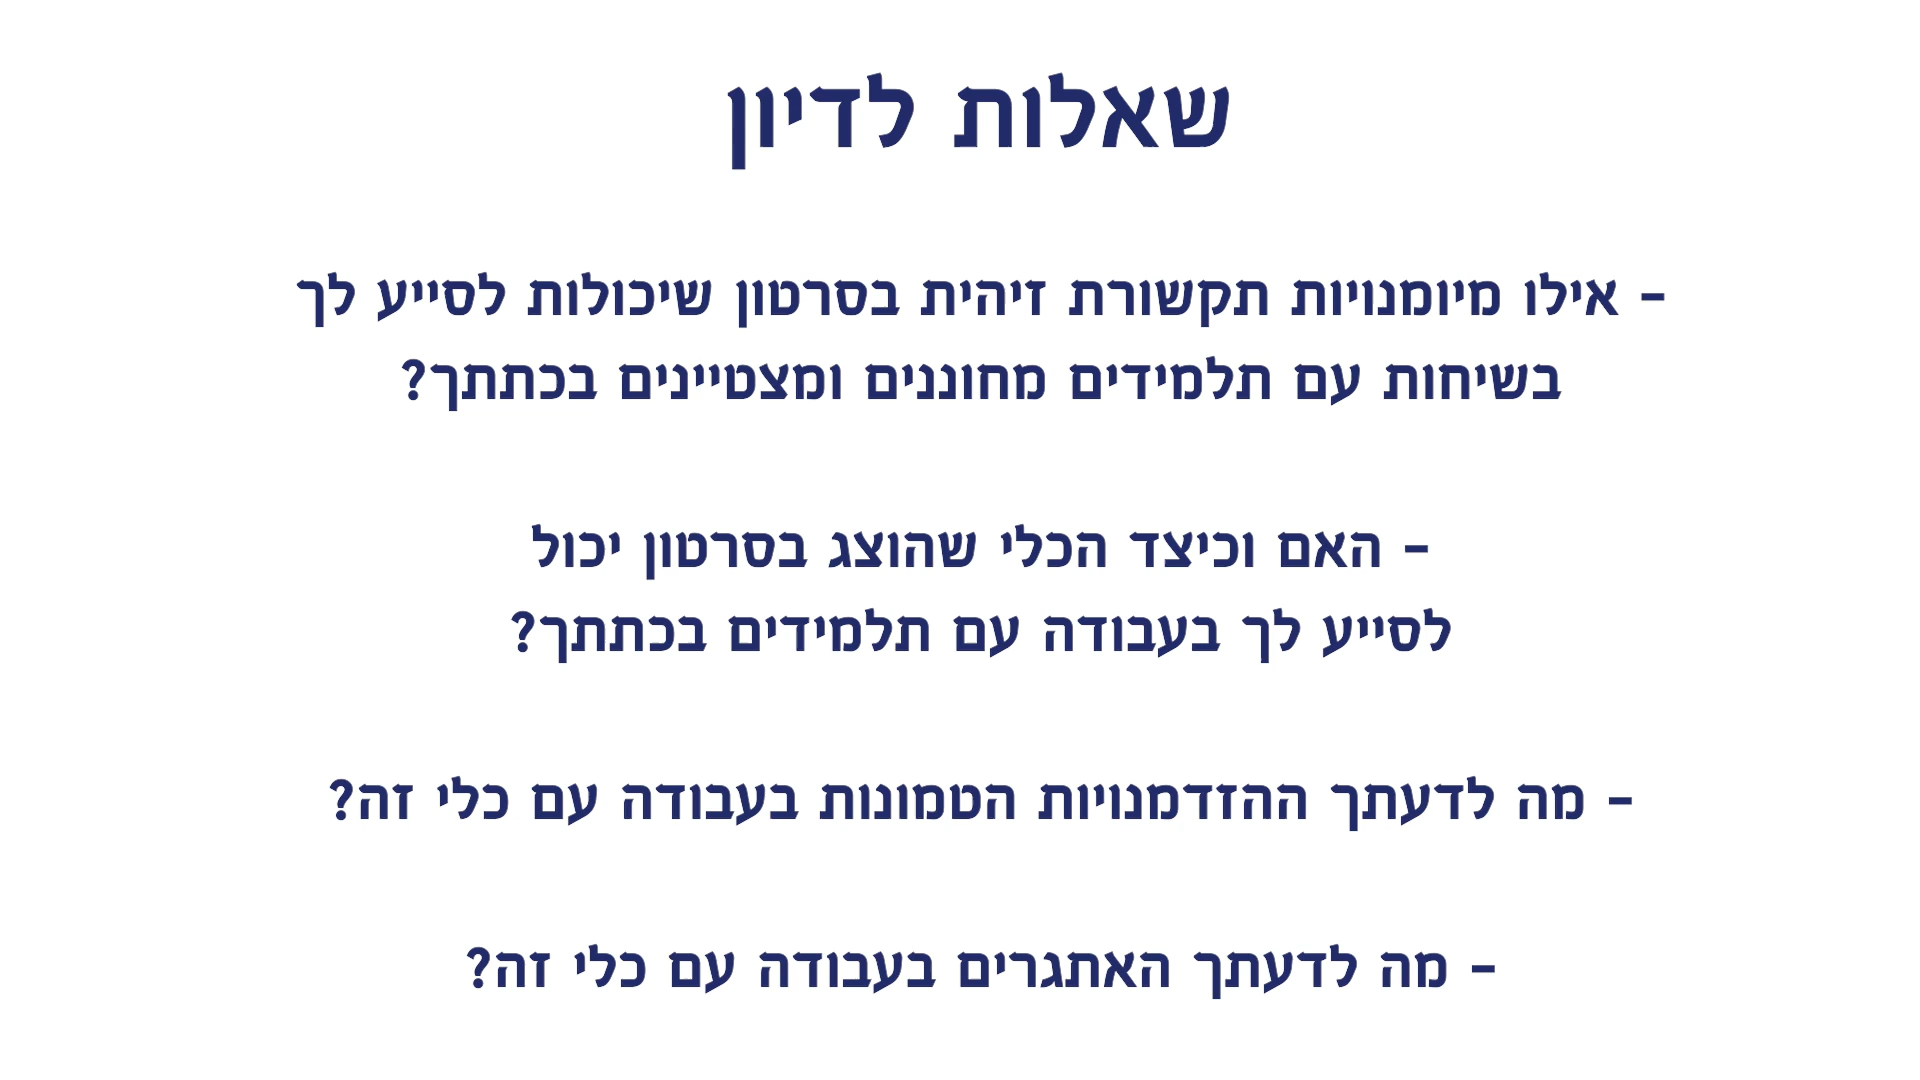 שאלות לדיון
– אילו מיומנויות תקשורת זיהית בסרטון שיכולות לסייע לך
בשיחות עם תלמידים מחוננים ומצטיינים בכתתך?
– האם וכיצד הכלי שהוצג בסרטון יכול
לסייע לך בעבודה עם תלמידים בכתתך?
– מה לדעתך ההזדמנויות הטמונות בעבודה עם כלי זה?
– מה לדעתך האתגרים בעבודה עם כלי זה?